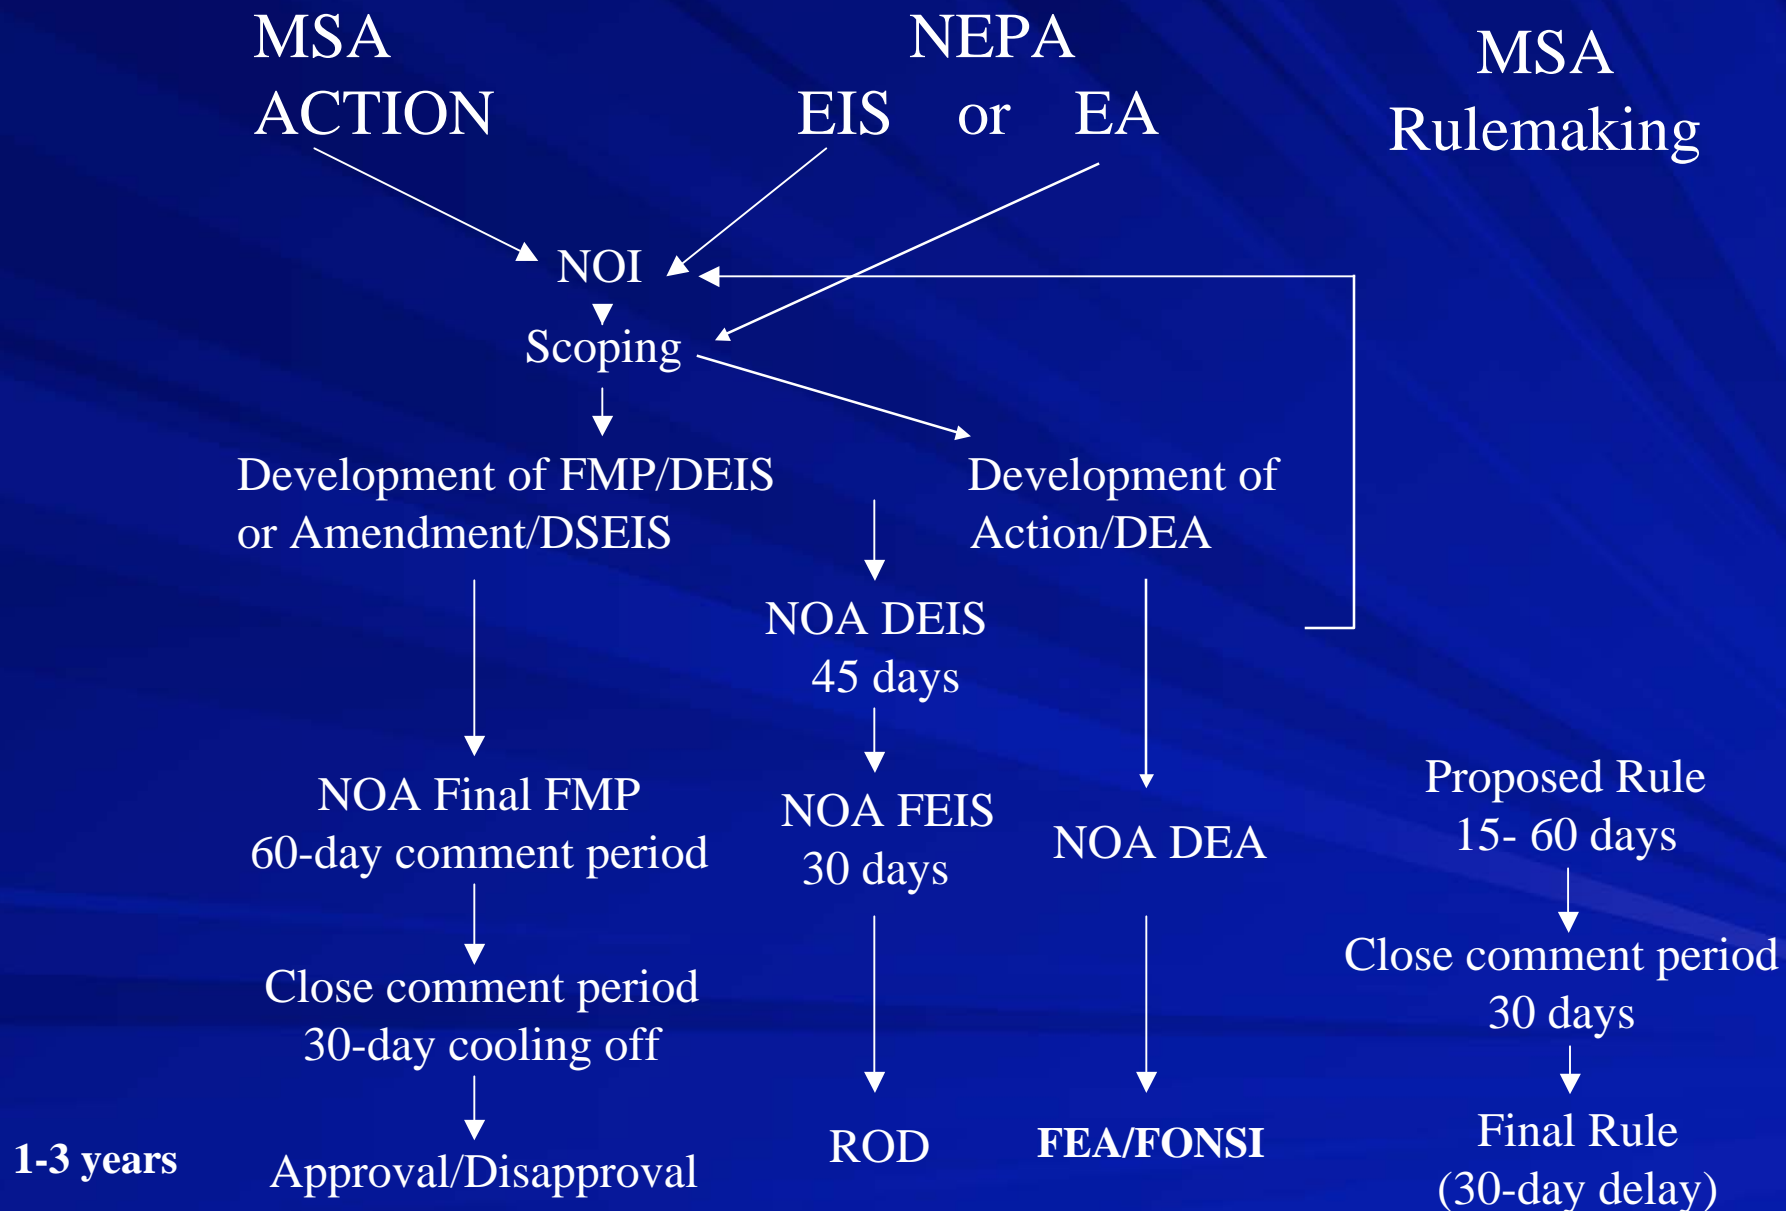 MSA
ACTION
NEPA
EIS or EA
MSA
Rulemaking
NOI
Scoping
Development of FMP/DEIS
or Amendment/DSEIS
Development of
Action/DEA
NOA DEIS
45 days
NOA Final FMP
60-day comment period
NOA FEIS
30 days
NOA DEA
Proposed Rule
15- 60 days
Close comment period
30-day cooling off
Close comment period
30 days
1-3 years
Approval/Disapproval
ROD
FEA/FONSI
Final Rule
(30-day delay)